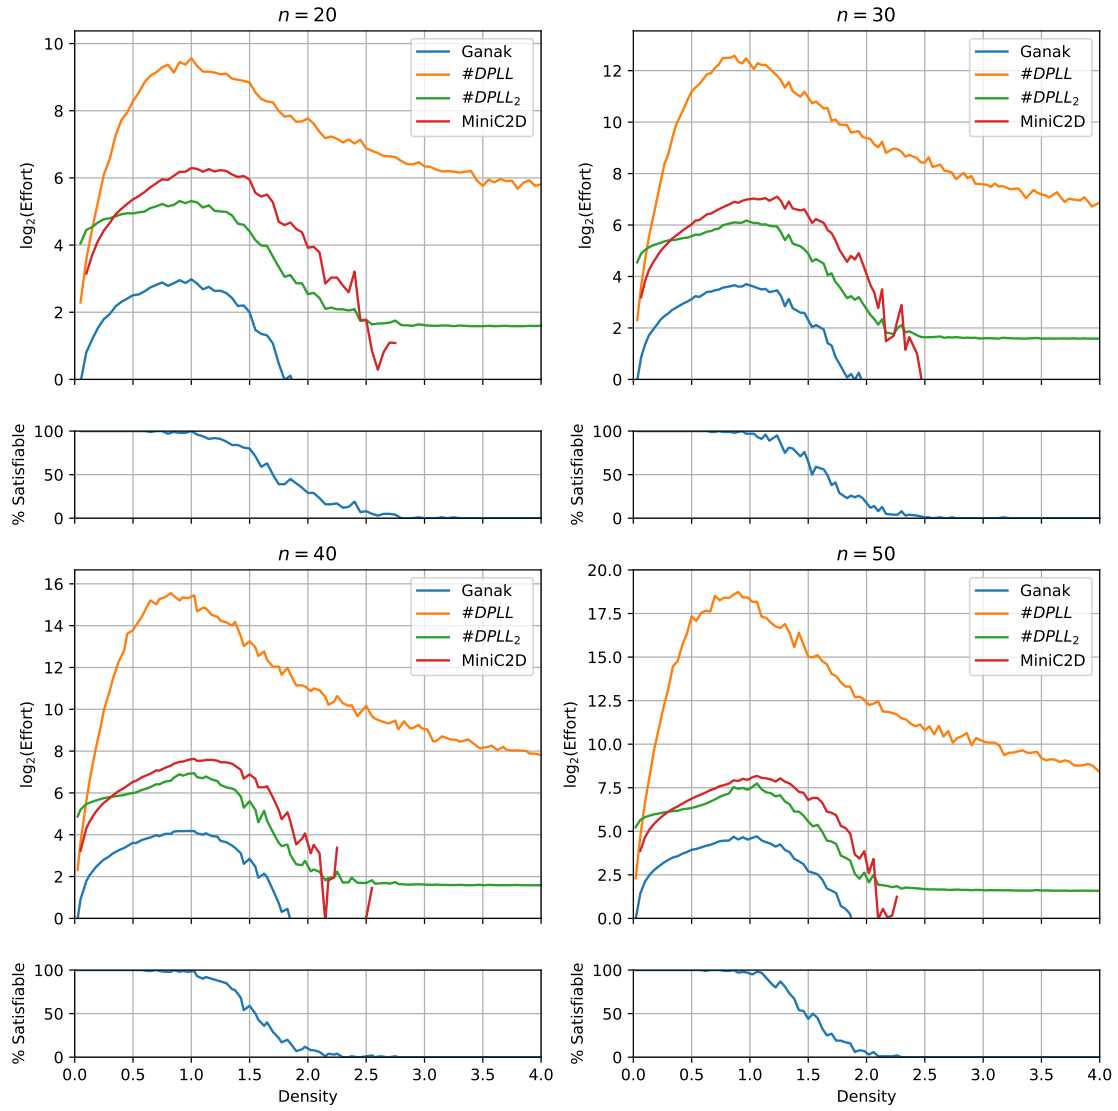 n = 20
10
8
6
4
2
0
log₂(Effort)
Ganak
#DPLL
#DPLL₂
MiniC2D
100
50
0
% Satisfiable
n = 30
12
10
8
6
4
2
0
log₂(Effort)
Ganak
#DPLL
#DPLL₂
MiniC2D
100
50
0
% Satisfiable
n = 40
16
14
12
10
8
6
4
2
0
log₂(Effort)
Ganak
#DPLL
#DPLL₂
MiniC2D
100
50
0
% Satisfiable
0.0 0.5 1.0 1.5 2.0 2.5 3.0 3.5 4.0
Density
n = 50
20.0
17.5
15.0
12.5
10.0
7.5
5.0
2.5
0.0
log₂(Effort)
Ganak
#DPLL
#DPLL₂
MiniC2D
100
50
0
% Satisfiable
0.0 0.5 1.0 1.5 2.0 2.5 3.0 3.5 4.0
Density